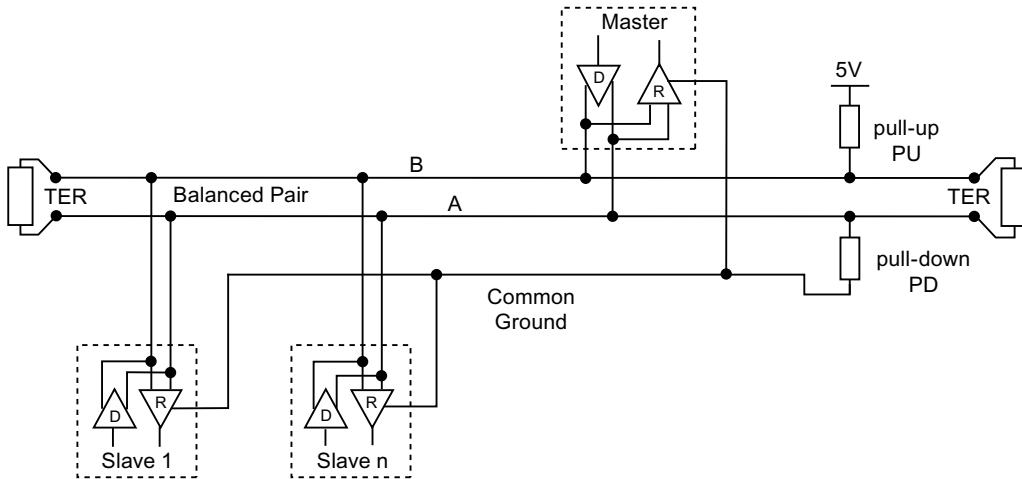 Master
D
R
5V
pull-up
PU
B
TER
Balanced Pair
A
TER
pull-down
PD
Common
Ground
D
R
Slave 1
D
R
Slave n